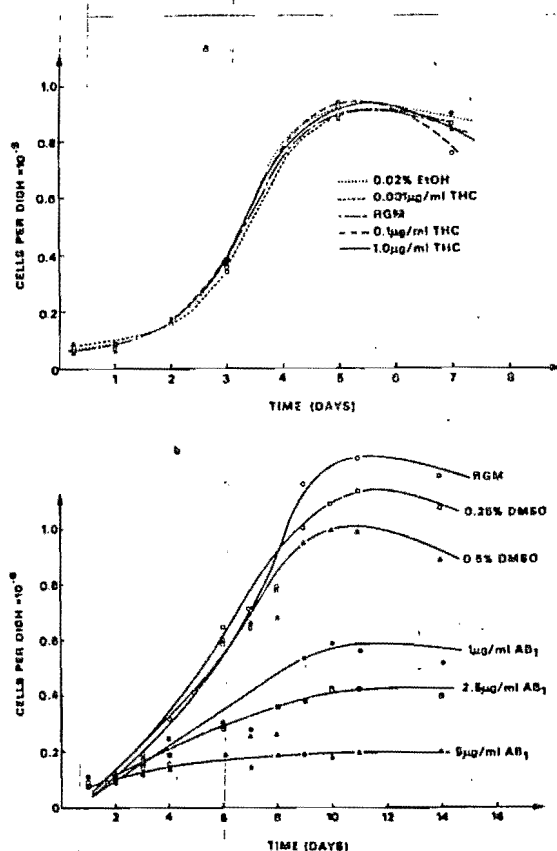 a
CELLS PER DISH ×10⁻⁶
1.0
0.8
0.6
0.4
0.2
0
0.02% EtOH
0.001µg/ml THC
RGM
0.1µg/ml THC
1.0µg/ml THC
1 2 3 4 5 6 7 8
TIME (DAYS)
b
CELLS PER DISH ×10⁻⁶
1.0
0.8
0.6
0.4
0.2
0
RGM
0.25% DMSO
0.5% DMSO
1µg/ml AB₁
2.5µg/ml AB₁
5µg/ml AB₁
2 4 6 8 10 12 14 16
TIME (DAYS)